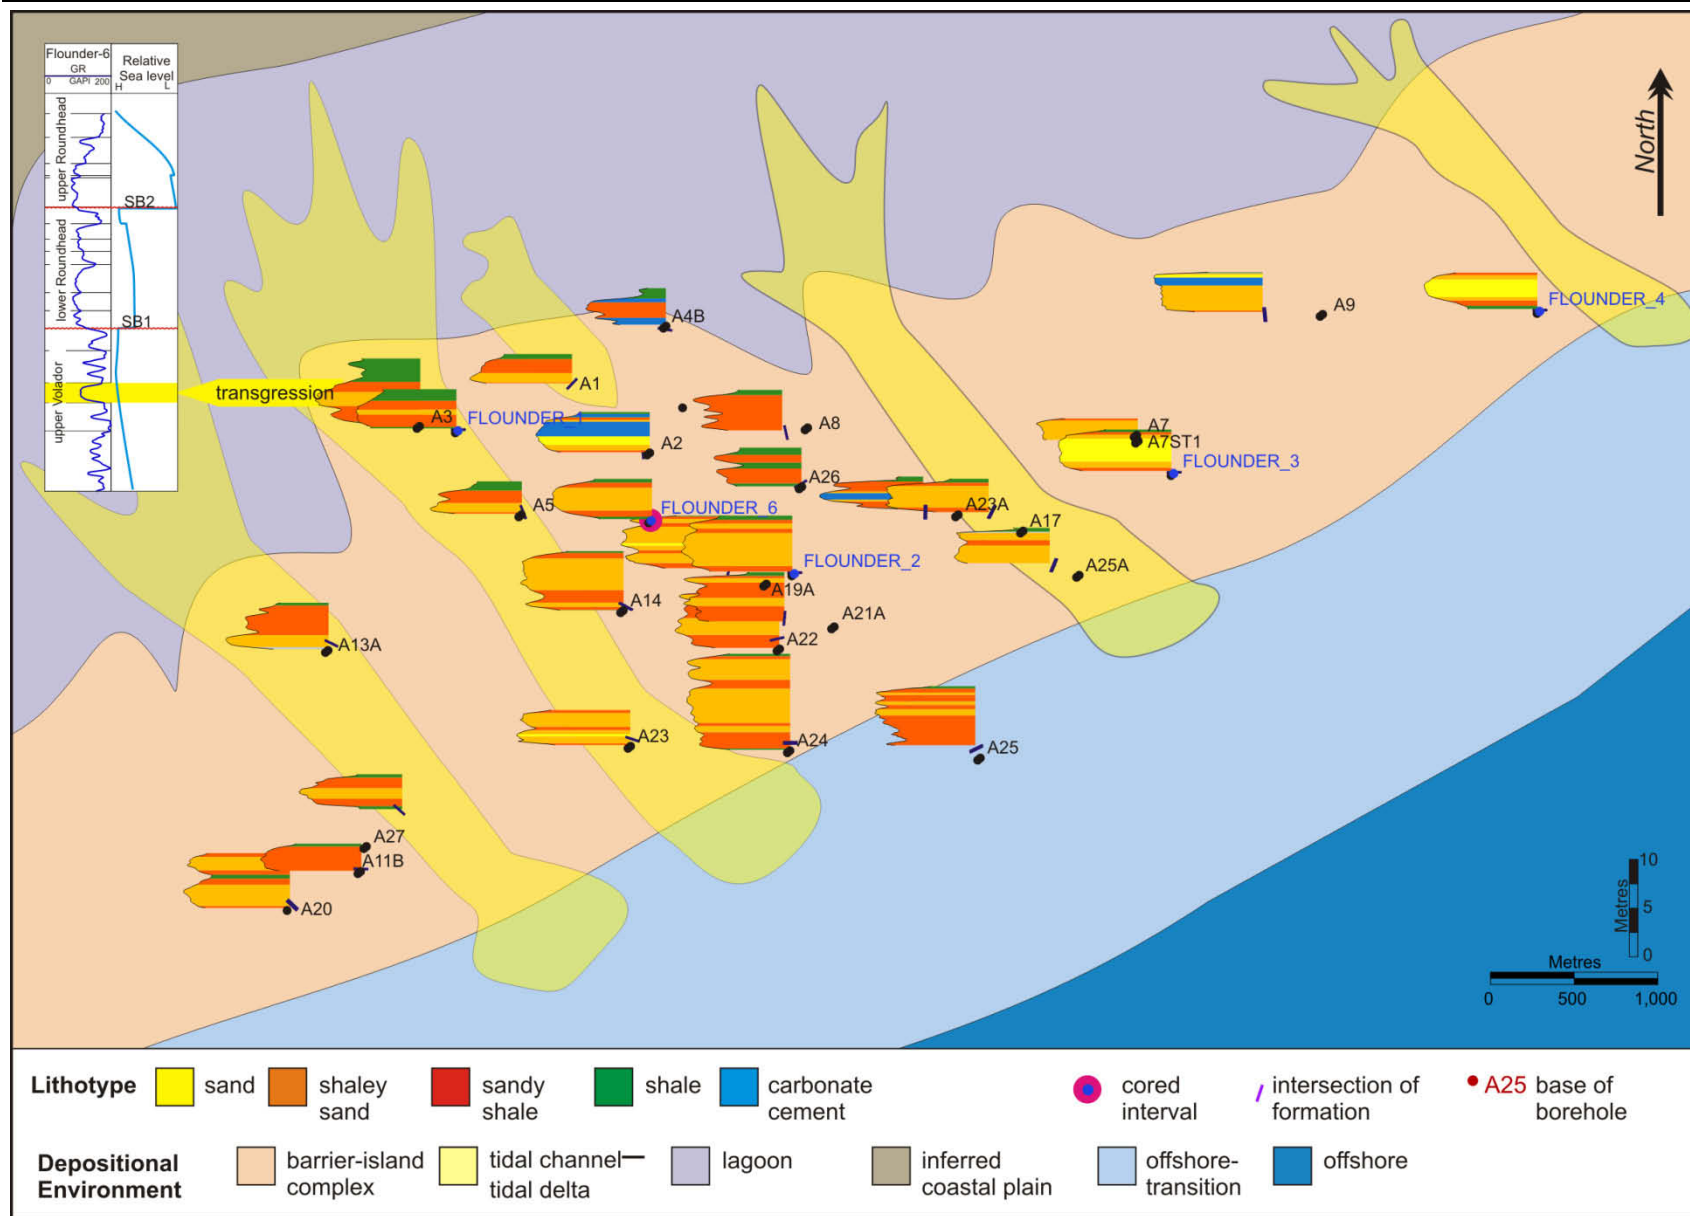 Flounder-6
GR
0 GAPI 200
Relative
Sea level
H L
upper Roundhead
SB2
lower Roundhead
SB1
upper Volador
transgression
North
A4B
A9
FLOUNDER_4
A1
A3
FLOUNDER_1
A2
A8
A7
A7ST1
FLOUNDER_3
A26
A5
FLOUNDER_6
A23A
A17
FLOUNDER_2
A25A
A19A
A14
A21A
A22
A13A
A23
A24
A25
A27
A11B
A20
Metres
10
5
0
Metres
0 500 1,000
Lithotype
sand
shaley
sand
sandy
shale
shale
carbonate
cement
cored
interval
intersection of
formation
A25 base of
borehole
Depositional
Environment
barrier-island
complex
tidal channel—
tidal delta
lagoon
inferred
coastal plain
offshore-
transition
offshore